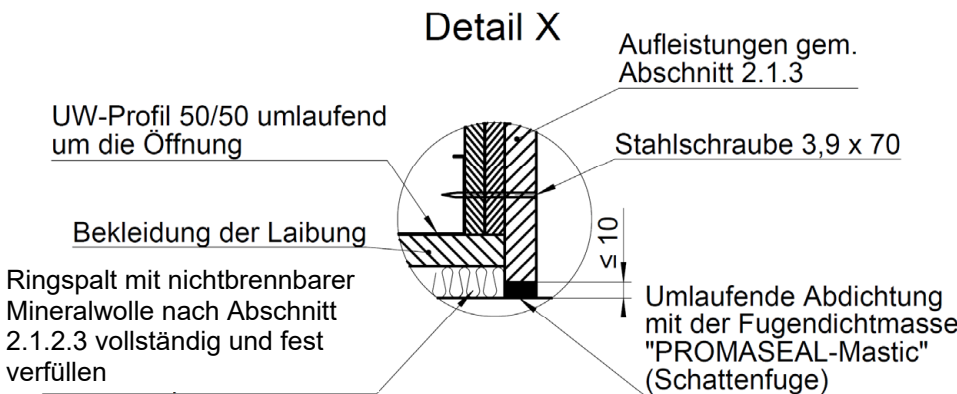 Detail X
Aufleistungen gem.
Abschnitt 2.1.3
UW-Profil 50/50 umlaufend
um die Öffnung
Stahlschraube 3,9 x 70
Bekleidung der Laibung
≤ 10
Ringspalt mit nichtbrennbarer
Mineralwolle nach Abschnitt
2.1.2.3 vollständig und fest
verfüllen
Umlaufende Abdichtung
mit der Fugendichtmasse
"PROMASEAL-Mastic"
(Schattenfuge)